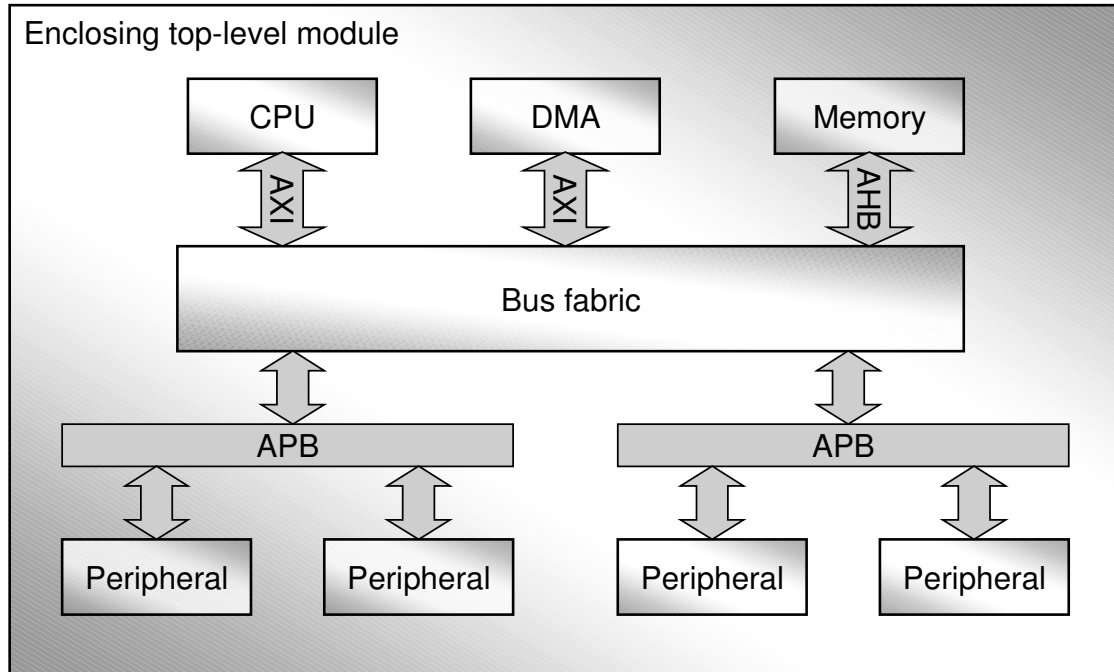 Enclosing top-level module
CPU
DMA
Memory
AXI
AXI
AHB
Bus fabric
APB
APB
Peripheral
Peripheral
Peripheral
Peripheral